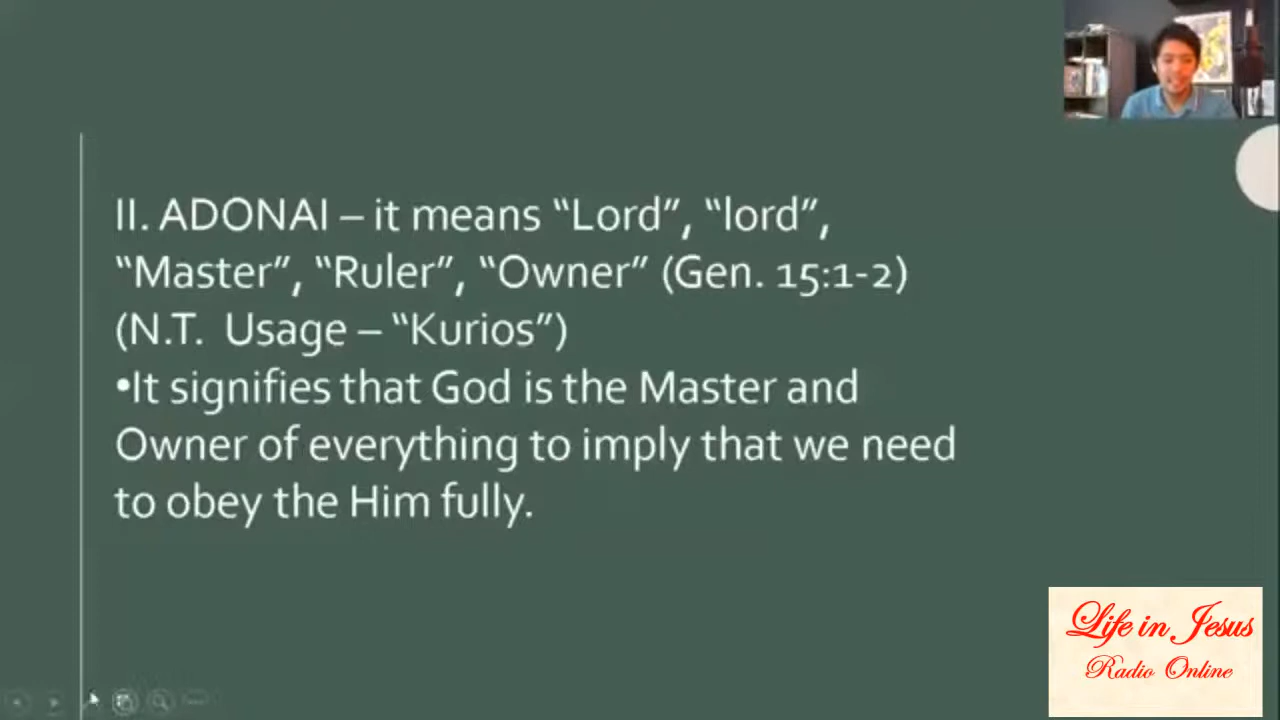 II. ADONAI – it means “Lord”, “lord”,
“Master”, “Ruler”, “Owner” (Gen. 15:1-2)
(N.T.  Usage – “Kurios”)
•It signifies that God is the Master and
Owner of everything to imply that we need
to obey the Him fully.
Life in Jesus
Radio Online